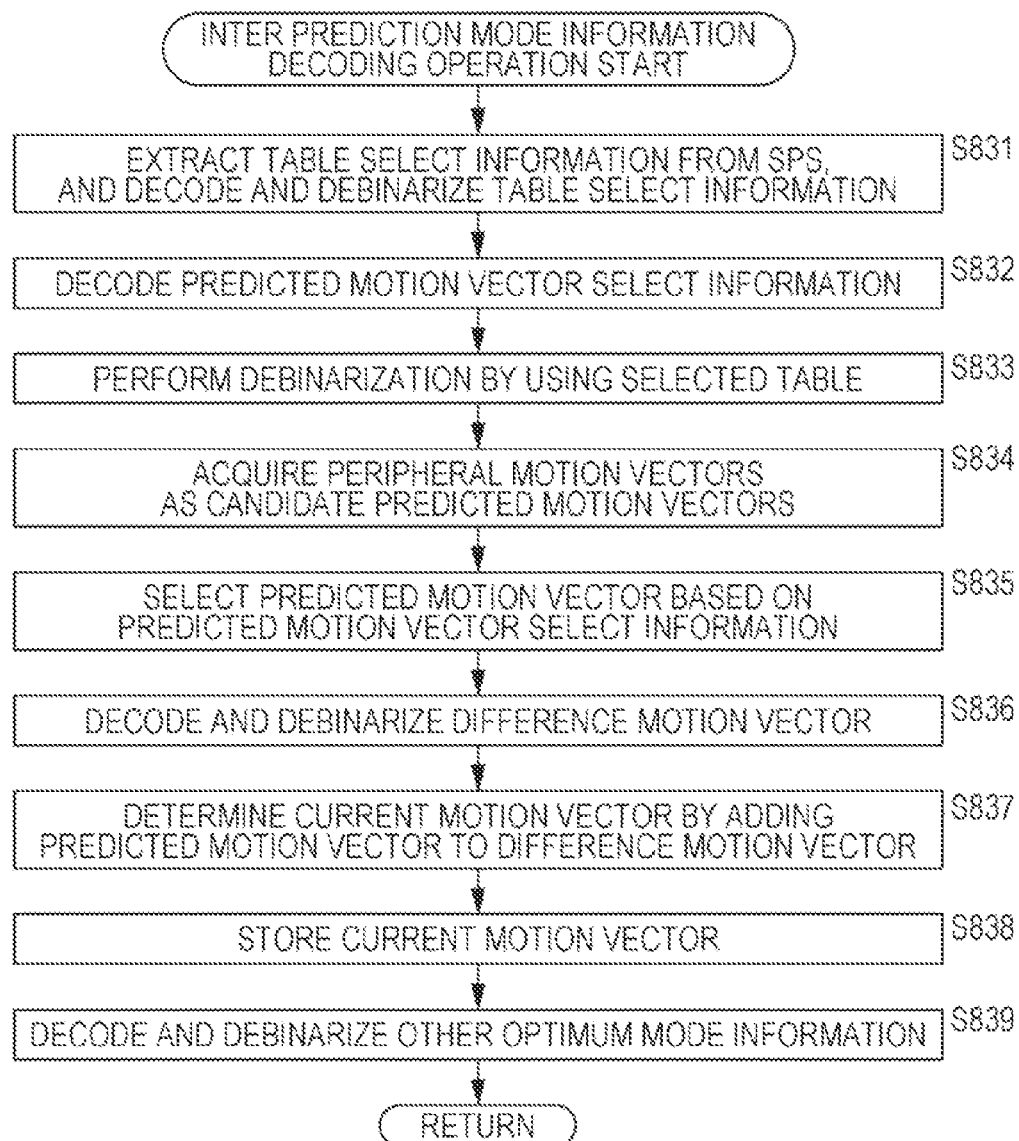 INTER PREDICTION MODE INFORMATION
DECODING OPERATION START
EXTRACT TABLE SELECT INFORMATION FROM SPS,
AND DECODE AND DEBINARIZE TABLE SELECT INFORMATION
S831
DECODE PREDICTED MOTION VECTOR SELECT INFORMATION
S832
PERFORM DEBINARIZATION BY USING SELECTED TABLE
S833
ACQUIRE PERIPHERAL MOTION VECTORS
AS CANDIDATE PREDICTED MOTION VECTORS
S834
SELECT PREDICTED MOTION VECTOR BASED ON
PREDICTED MOTION VECTOR SELECT INFORMATION
S835
DECODE AND DEBINARIZE DIFFERENCE MOTION VECTOR
S836
DETERMINE CURRENT MOTION VECTOR BY ADDING
PREDICTED MOTION VECTOR TO DIFFERENCE MOTION VECTOR
S837
STORE CURRENT MOTION VECTOR
S838
DECODE AND DEBINARIZE OTHER OPTIMUM MODE INFORMATION
S839
RETURN